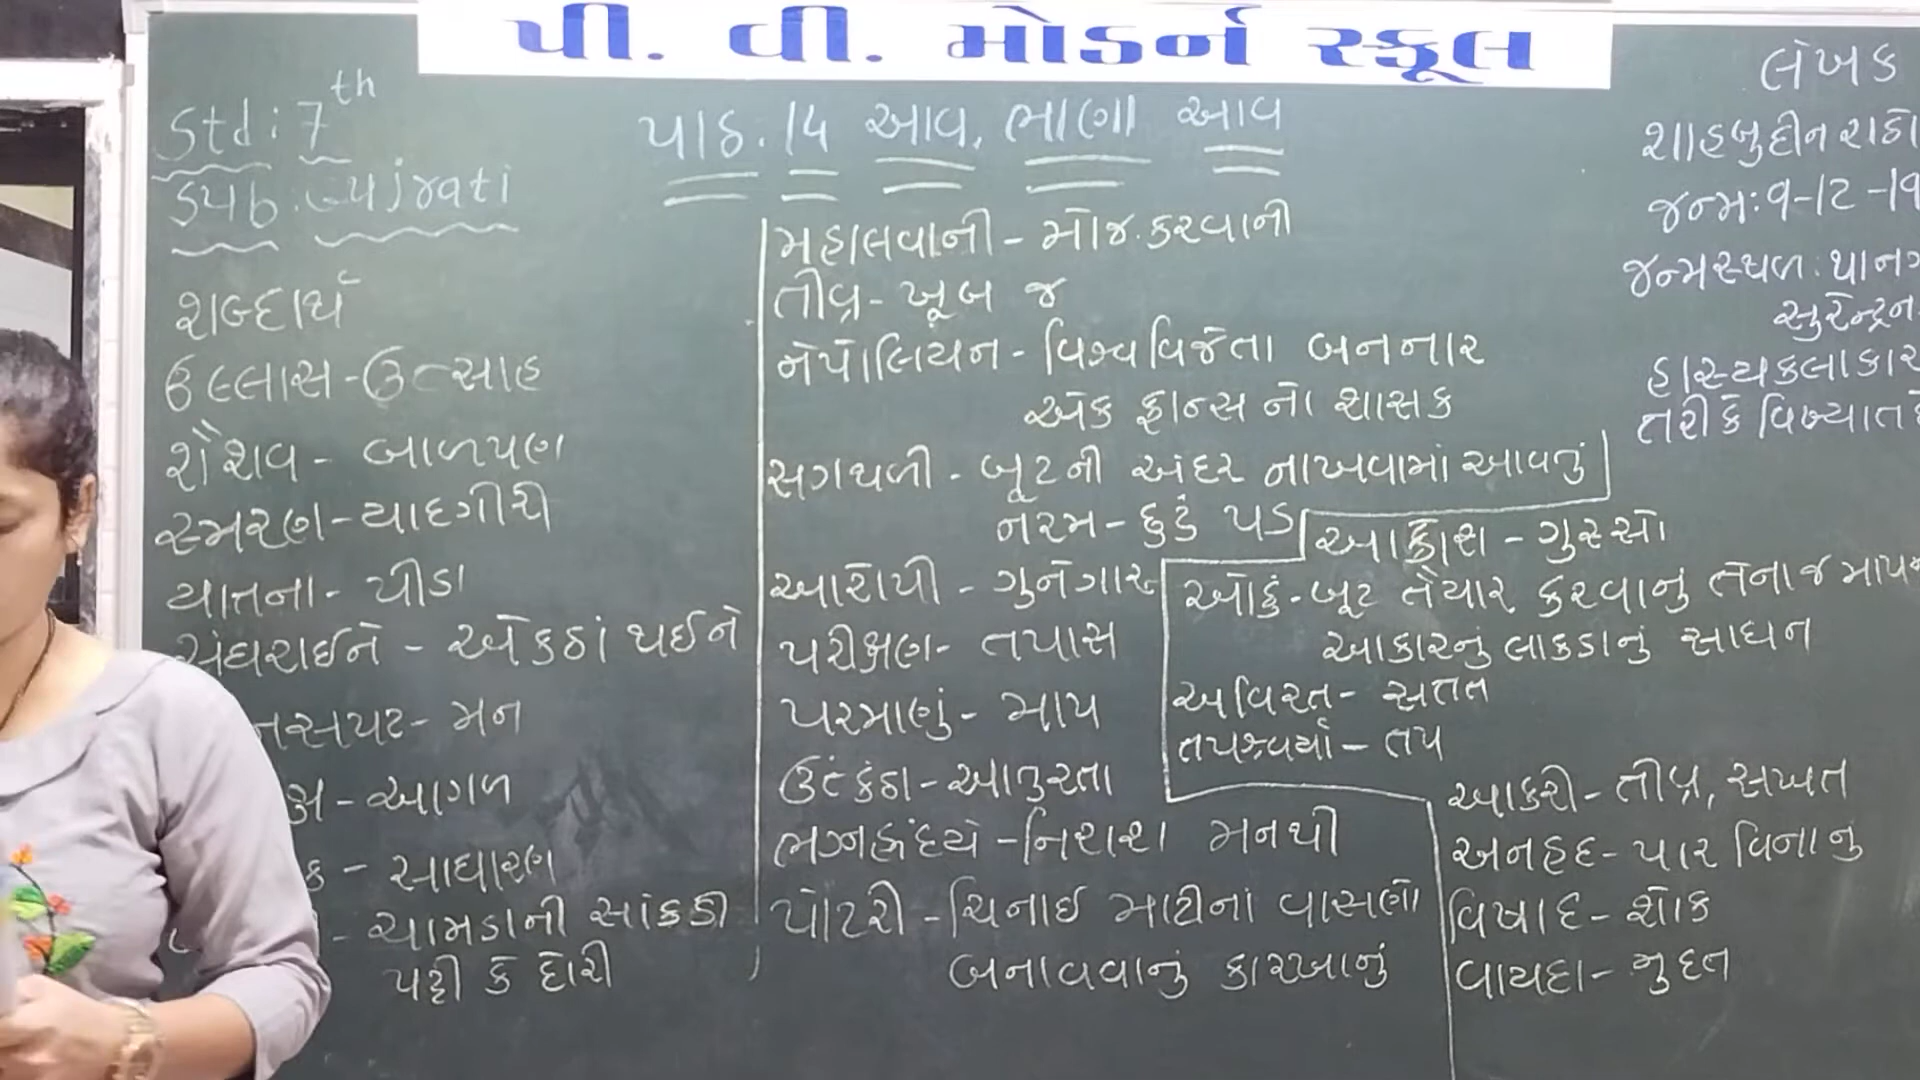 પી. વી. મોડર્ન સ્કૂલ
Std: 7th
Sub. Gujrati
પાઠ. 14 આવ, ભાણા આવ
શબ્દાર્થ
ઉલ્લાસ - ઉત્સાહ
શૈશવ - બાળપણ
સ્મરણ - યાદગીરી
યાતના - પીડા
સંઘરાઈને - એકઠાં થઈને
નસપટ - મન
- આગળ
ક - સાધારણ
- ચામડાની સાંકડી
પટ્ટી કે દોરી
મહાલવાની - મોજ. કરવાની
તીવ્ર - ખૂબ જ
નેપોલિયન - વિશ્વવિજેતા બનનાર
એક ફ્રાન્સ નો શાસક
સગથળી - બૂટની અંદર નાખવામાં આવતું
નરમ - છુટું પડ
આરોપી - ગુનેગાર
પરીક્ષણ - તપાસ
પરમાણું - માપ
ઉત્કંઠા - આતુરતા
ભગ્નહૃદયે - નિરાશા મનથી
પોટરી - ચિનાઈ માટીનાં વાસણો
બનાવવાનું કારખાનું
આક્રોશ - ગુસ્સો
ઓઠું - બૂટ તૈયાર કરવાનું તેના જ માપ
આકારનું લાકડાનું સાધન
અવિરત - સતત
તપશ્ચર્યા - તપ
આકરી - તીવ્ર, સખત
અનહદ - પાર વિનાનું
વિષાદ - શોક
વાયદા - મુદત
લેખક
શાહબુદ્દીન રાઠો
જન્મ: ૧-૧૨ -૧૧
જન્મસ્થળ: થાનગ
સુરેન્દ્રન
હાસ્યકલાકાર
તરીકે વિખ્યાત છે